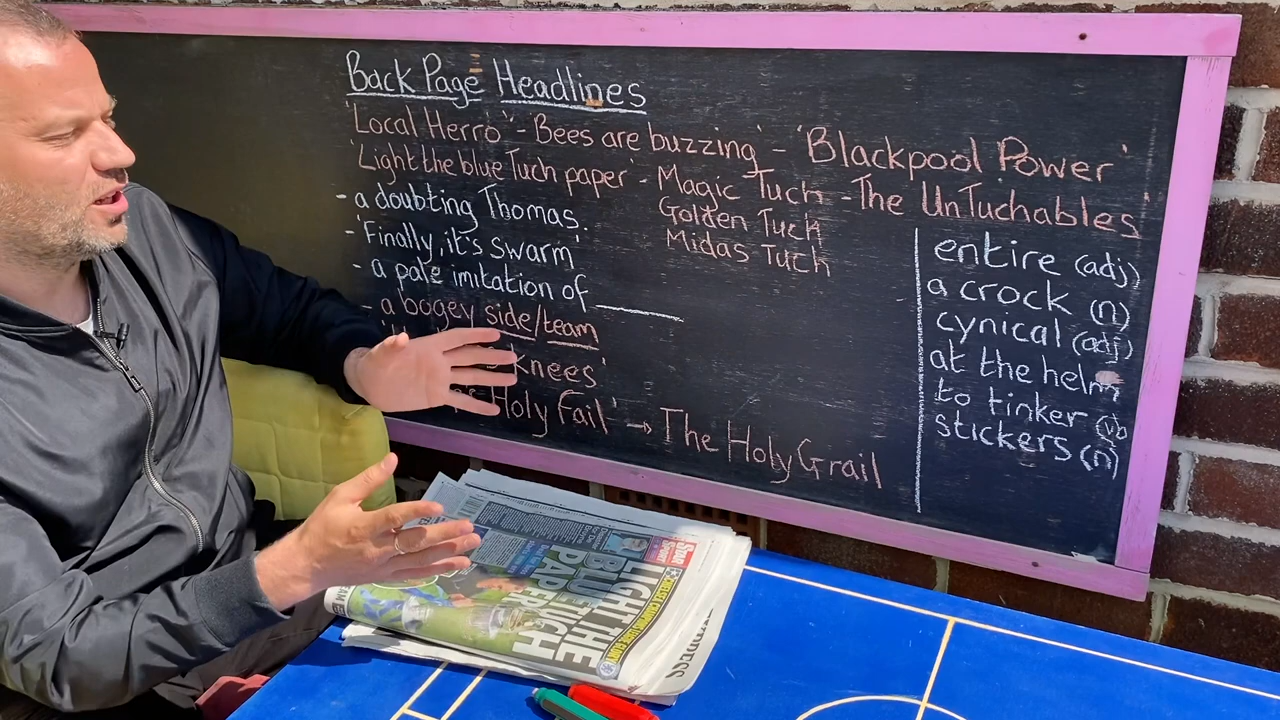 Back Page Headlines
'Local Herro' - Bees are buzzing' - 'Blackpool Power'
'Light the blue Tuch paper' - Magic Tuch - The UnTuchables'
Golden Tuch
Midas Tuch
- a doubting Thomas.
- 'Finally, it's swarm'
- a pale imitation of
- a bogey side/team
knees'
Holy Fail' → The Holy Grail
entire (adj)
a crock (n)
cynical (adj)
at the helm
to tinker (vb
stickers (n)
STAR
SPORT
LIGHT THE
BLUE TUCH
PAPER